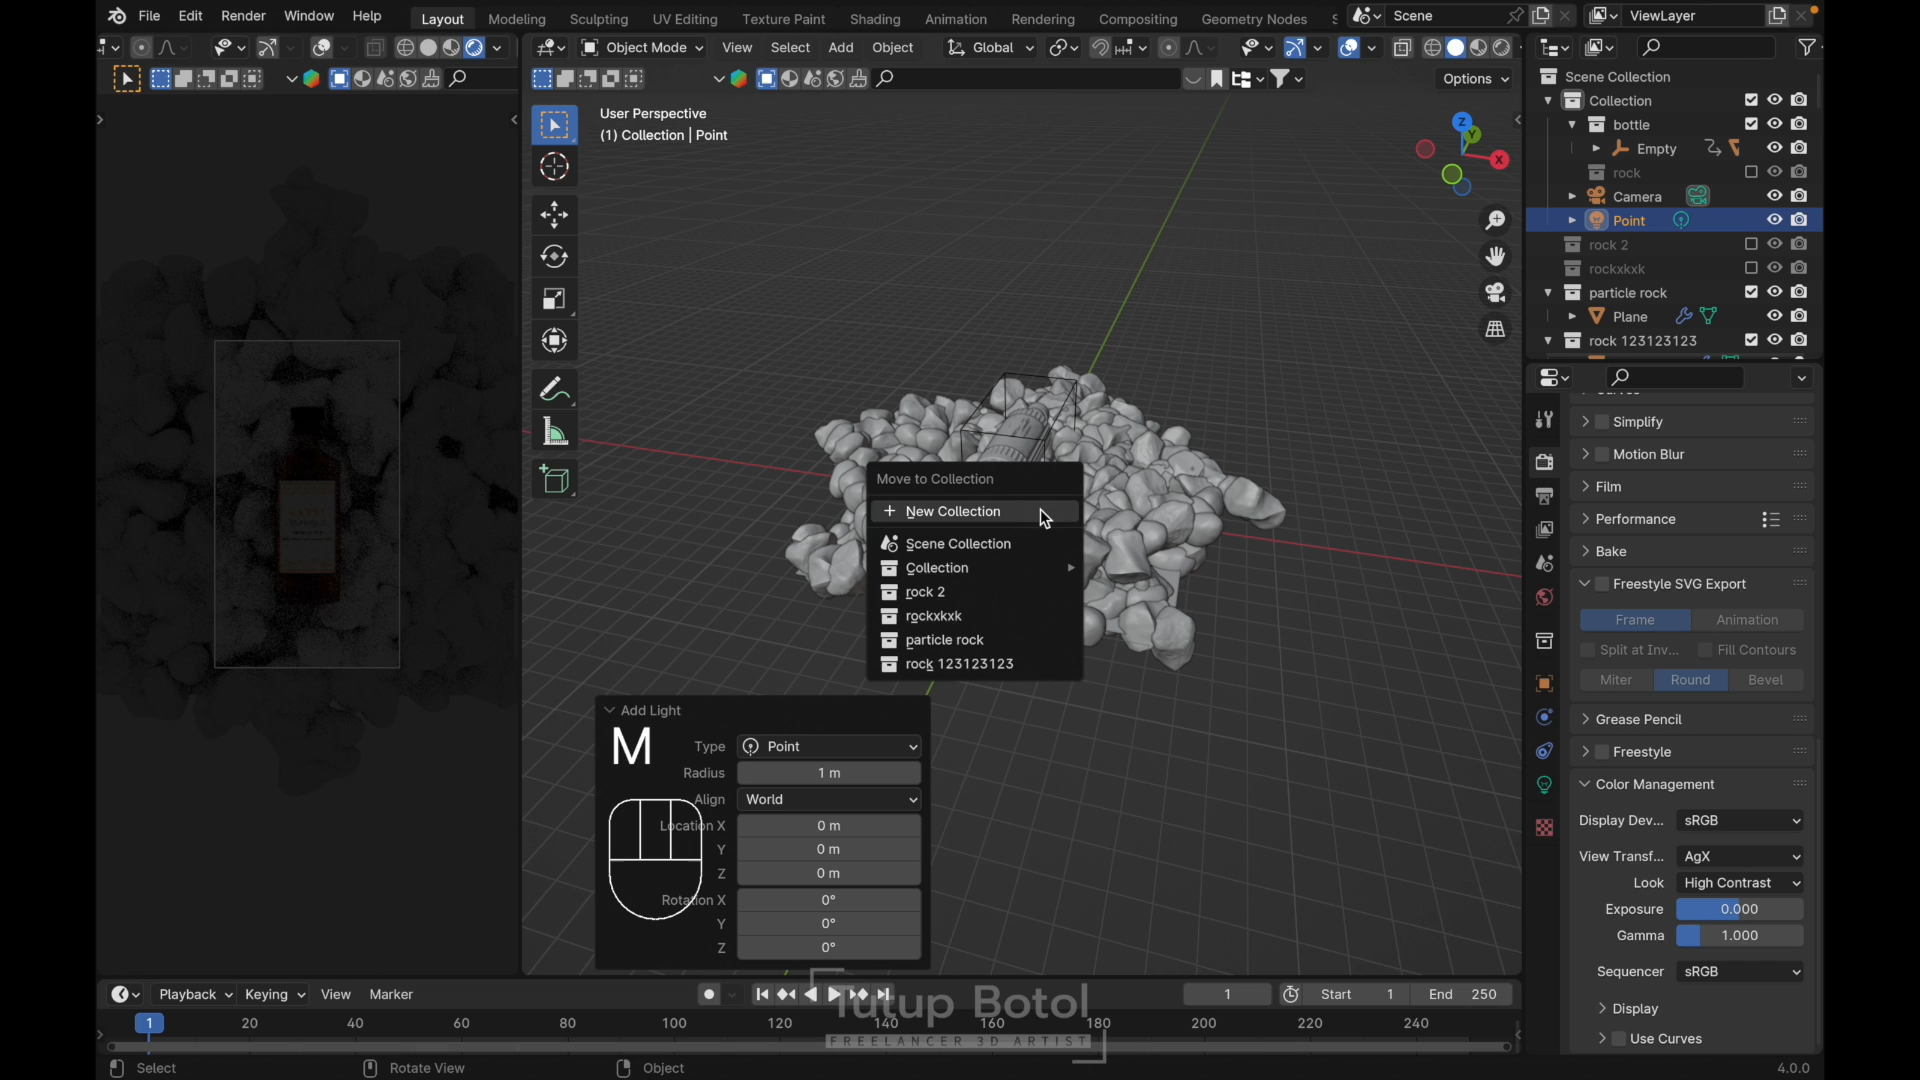 File Edit Render Window Help Layout Modeling Sculpting UV Editing Texture Paint Shading Animation Rendering Compositing Geometry Nodes Scene ViewLayer
Object Mode View Select Add Object Global
Options
User Perspective
(1) Collection | Point
Z
Y
X
Scene Collection
Collection
bottle
Empty
rock
Camera
Point
rock 2
rockxkxk
particle rock
Plane
rock 123123123
Simplify
Motion Blur
Film
Performance
Bake
Freestyle SVG Export
Frame Animation
Split at Inv... Fill Contours
Miter Round Bevel
Grease Pencil
Freestyle
Color Management
Display Dev... sRGB
View Transf... AgX
Look High Contrast
Exposure 0.000
Gamma 1.000
Sequencer sRGB
Display
Use Curves
Move to Collection
New Collection
Scene Collection
Collection
rock 2
rockxkxk
particle rock
rock 123123123
Add Light
M
Type Point
Radius 1 m
Align World
Location X 0 m
Y 0 m
Z 0 m
Rotation X 0°
Y 0°
Z 0°
Playback Keying View Marker
1 Start 1 End 250
1 20 40 60 80 100 120 140 160 180 200 220 240
Tutup Botol
FREELANCER 3D ARTIST
Select Rotate View Object 4.0.0